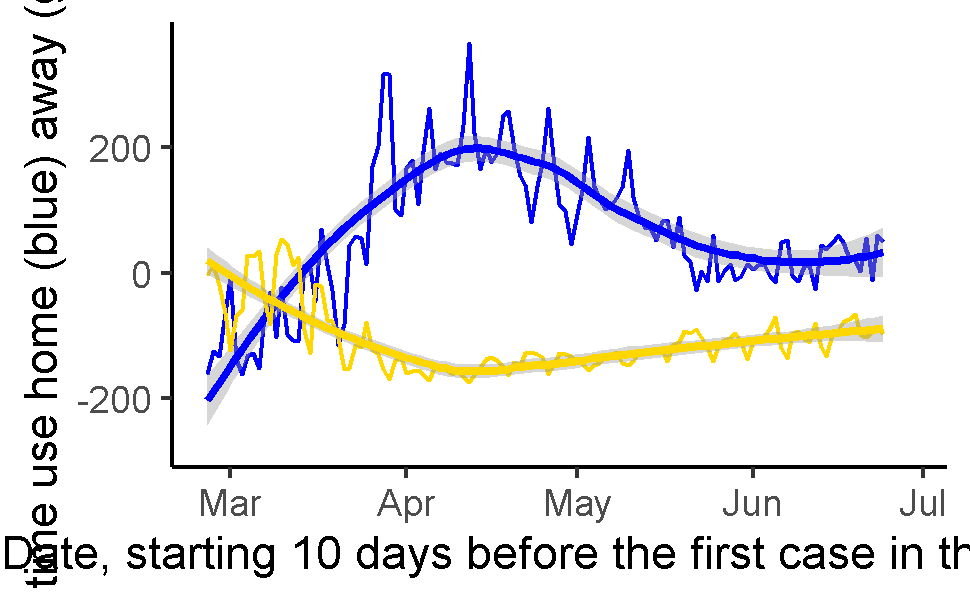 time use home (blue) away (
200
0
-200
Mar Apr May Jun Jul
Date, starting 10 days before the first case in